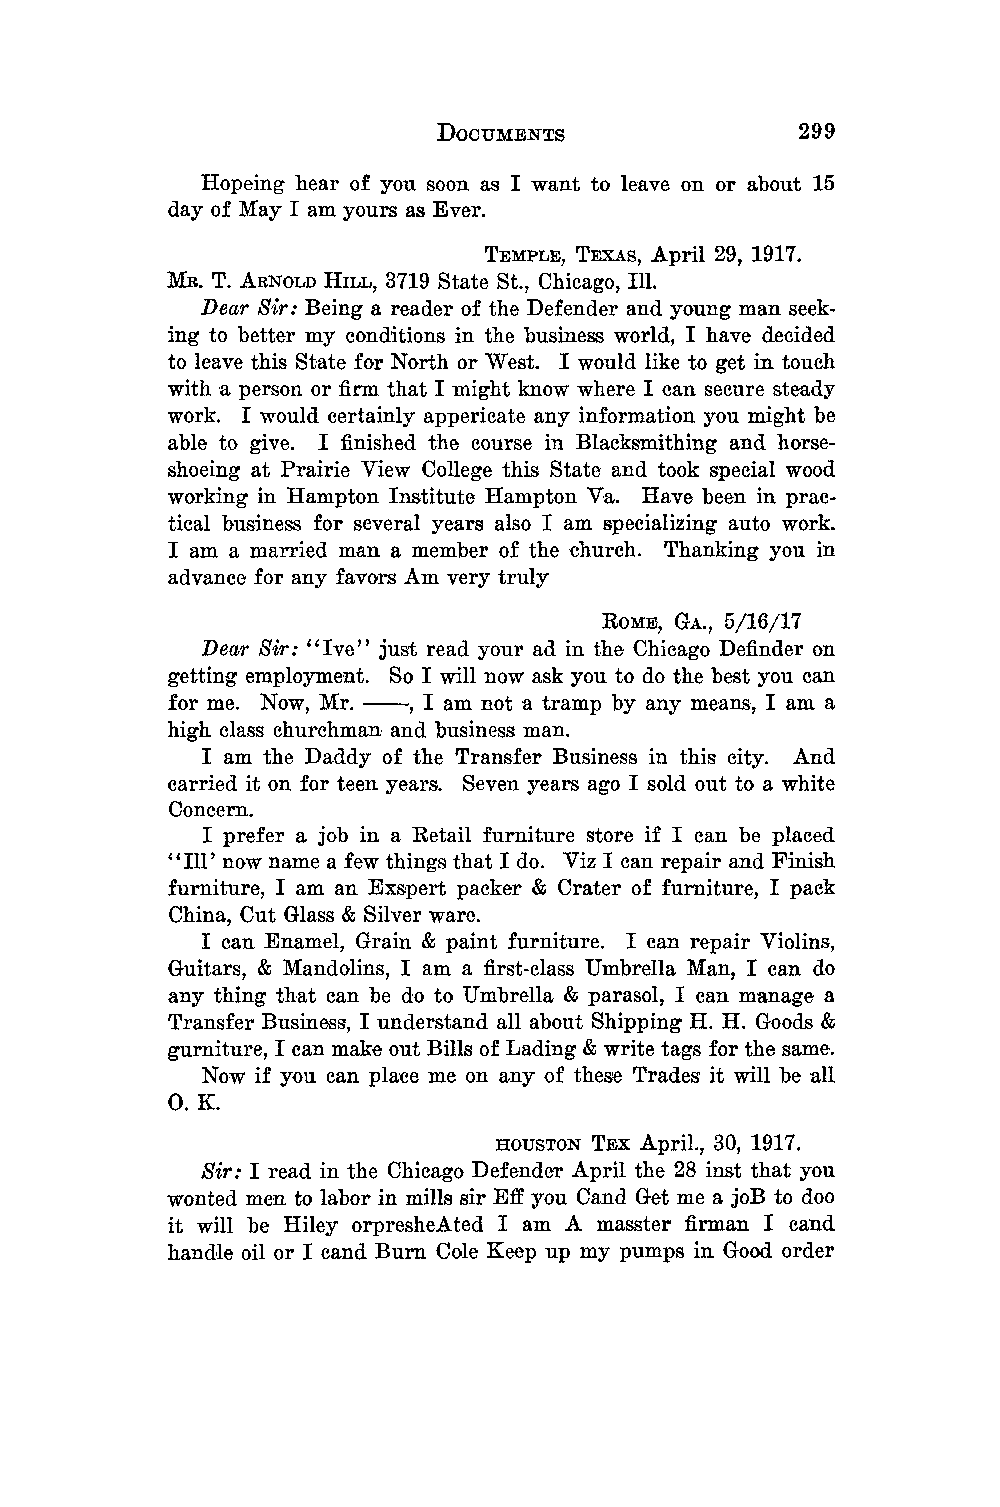 DOCUMENTS 299
Hopeing hear of you soon as I want to leave on or about 15
day of May I am yours as Ever.
TEMPLE, TEXAS, April 29, 1917.
MR. T. ARNOLD HILL, 3719 State St., Chicago, Ill.
Dear Sir: Being a reader of the Defender and young man seek-
ing to better my conditions in the business world, I have decided
to leave this State for North or West. I would like to get in touch
with a person or firm that I might know where I can secure steady
work. I would certainly appericate any information you might be
able to give. I finished the course in Blacksmithing and horse-
shoeing at Prairie View College this State and took special wood
working in Hampton Institute Hampton Va. Have been in prac-
tical business for several years also I am specializing auto work.
I am a married man a member of the church. Thanking you in
advance for any favors Am very truly
ROME, GA., 5/16/17
Dear Sir: "Ive" just read your ad in the Chicago Definder on
getting employment. So I will now ask you to do the best you can
for me. Now, Mr. ——, I am not a tramp by any means, I am a
high class churchman and business man.
I am the Daddy of the Transfer Business in this city. And
carried it on for teen years. Seven years ago I sold out to a white
Concern.
I prefer a job in a Retail furniture store if I can be placed
"Ill' now name a few things that I do. Viz I can repair and Finish
furniture, I am an Exspert packer & Crater of furniture, I pack
China, Cut Glass & Silver ware.
I can Enamel, Grain & paint furniture. I can repair Violins,
Guitars, & Mandolins, I am a first-class Umbrella Man, I can do
any thing that can be do to Umbrella & parasol, I can manage a
Transfer Business, I understand all about Shipping H. H. Goods &
gurniture, I can make out Bills of Lading & write tags for the same.
Now if you can place me on any of these Trades it will be all
O. K.
HOUSTON TEX April., 30, 1917.
Sir: I read in the Chicago Defender April the 28 inst that you
wonted men to labor in mills sir Eff you Cand Get me a joB to doo
it will be Hiley orpresheAted I am A masster firman I cand
handle oil or I cand Burn Cole Keep up my pumps in Good order